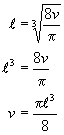 ℓ = ∛(8v/π)
ℓ³ = 8v/π
v = πℓ³/8